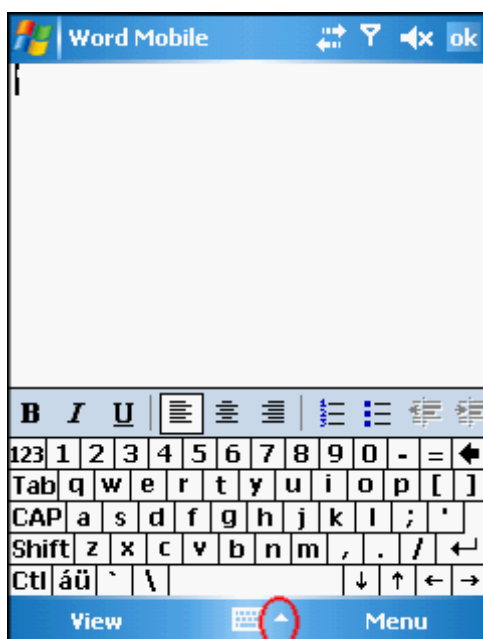 Word Mobile ok
B I U
123 1 2 3 4 5 6 7 8 9 0 - =
Tab q w e r t y u i o p [ ]
CAP a s d f g h j k l ; '
Shift z x c v b n m , . / ↵
Ctl áü ` \ ↓ ↑ ← →
View Menu